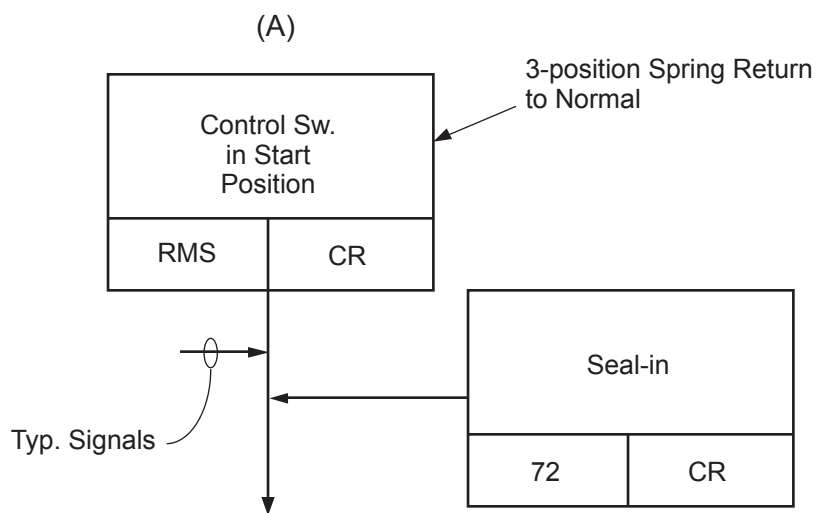 (A)
3-position Spring Return
to Normal
Control Sw.
in Start
Position
RMS
CR
Seal-in
Typ. Signals
72
CR